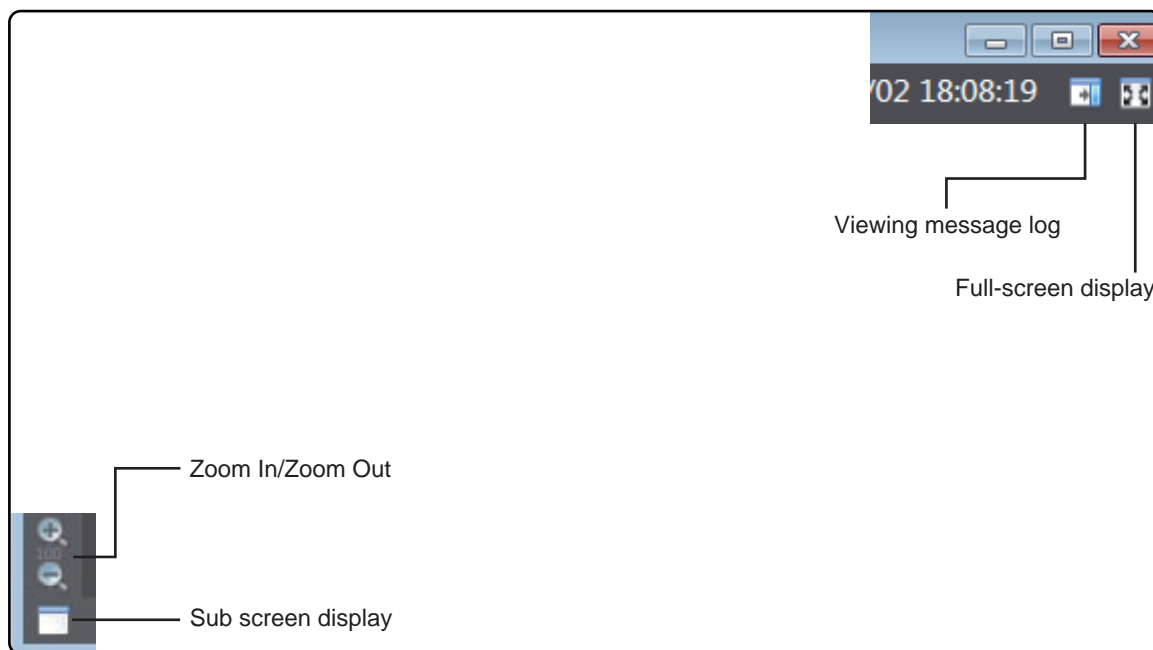 /02 18:08:19
Viewing message log
Full-screen display
Zoom In/Zoom Out
100
Sub screen display